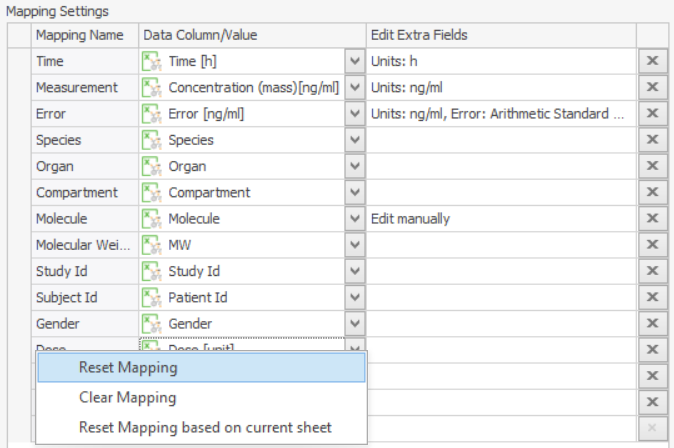 Mapping Settings
Mapping Name Data Column/Value Edit Extra Fields
Time Time [h] Units: h
Measurement Concentration (mass)[ng/ml] Units: ng/ml
Error Error [ng/ml] Units: ng/ml, Error: Arithmetic Standard ...
Species Species
Organ Organ
Compartment Compartment
Molecule Molecule Edit manually
Molecular Wei... MW
Study Id Study Id
Subject Id Patient Id
Gender Gender
Dose Dose [unit]
Reset Mapping
Clear Mapping
Reset Mapping based on current sheet